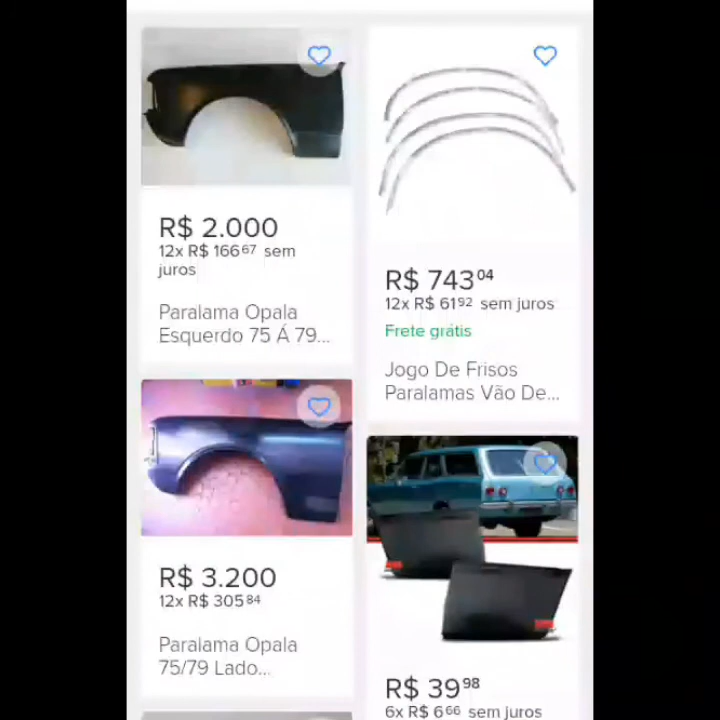 R$ 2.000
12x R$ 166 67 sem
juros
Paralama Opala
Esquerdo 75 Á 79...
R$ 743 04
12x R$ 61 92 sem juros
Frete grátis
Jogo De Frisos
Paralamas Vão De...
R$ 3.200
12x R$ 305 84
Paralama Opala
75/79 Lado...
R$ 39 98
6x R$ 6 66 sem juros